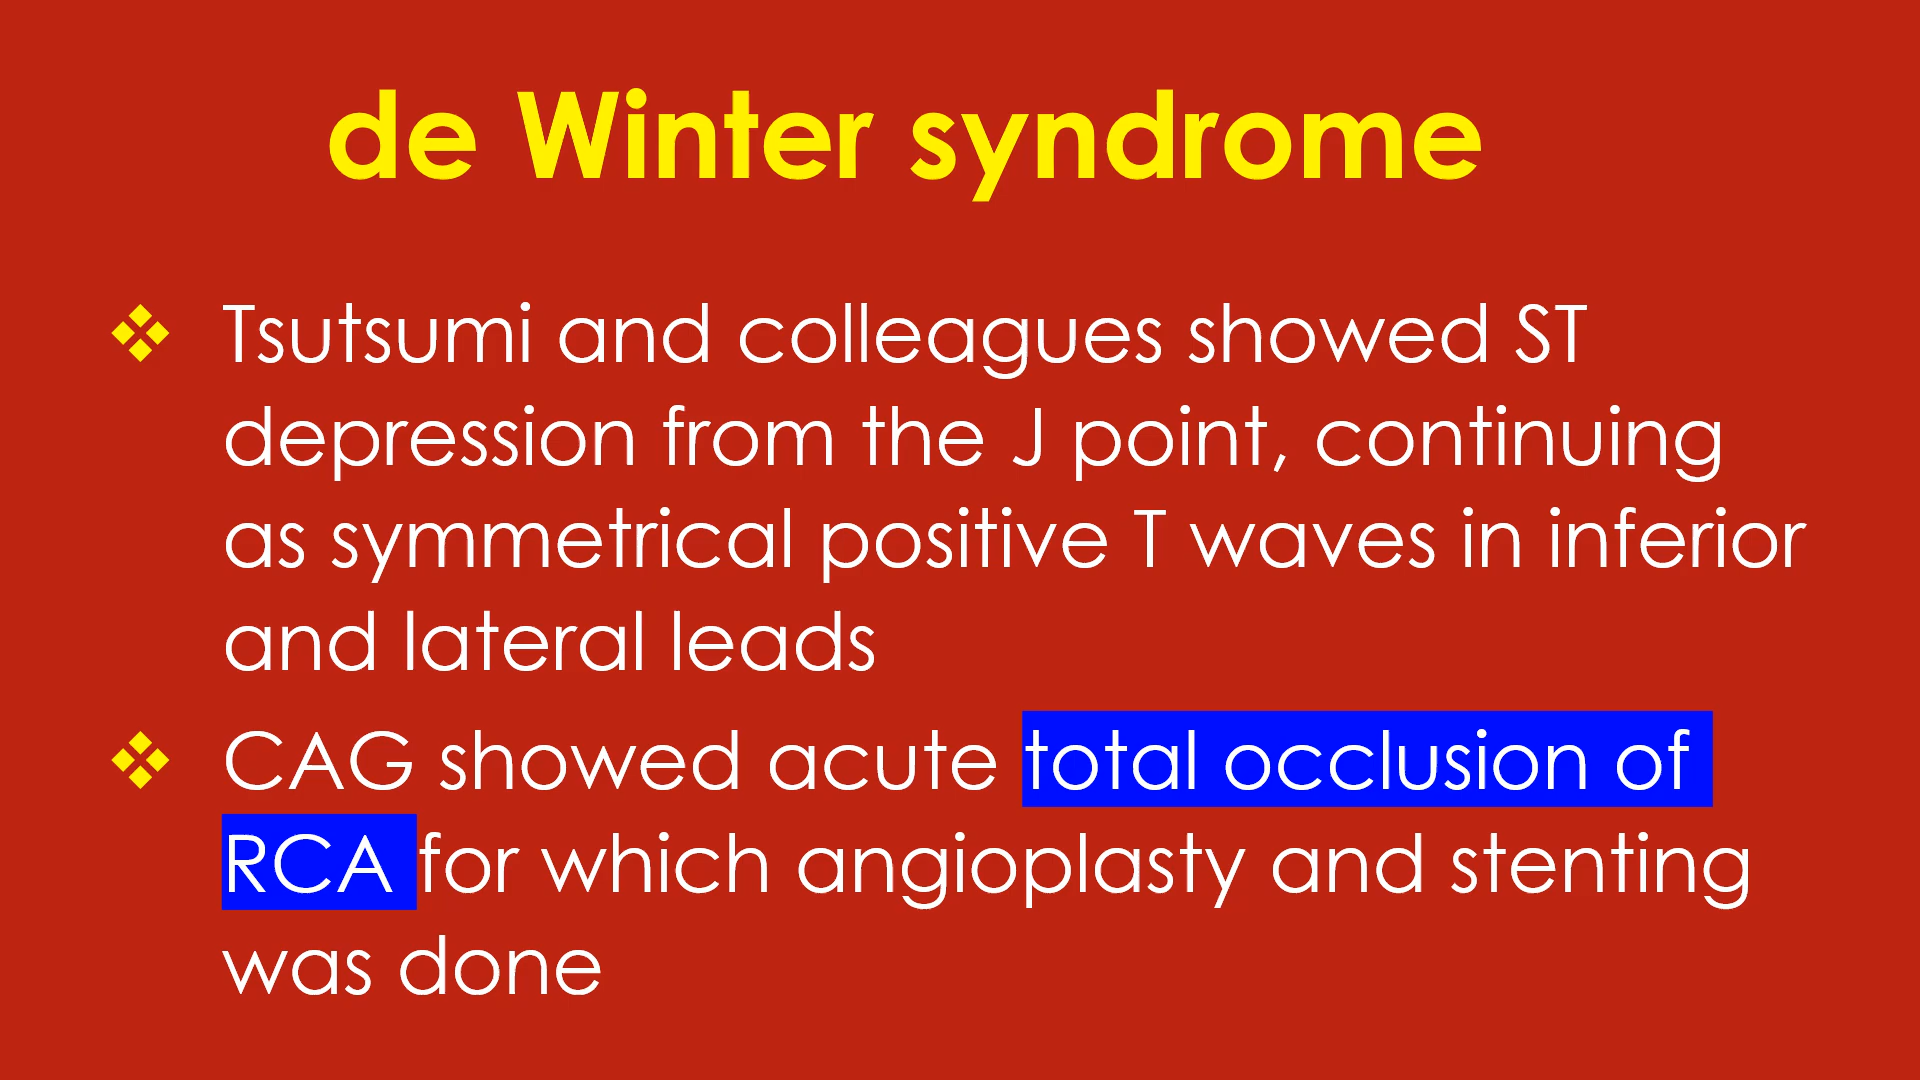 de Winter syndrome
Tsutsumi and colleagues showed ST
depression from the J point, continuing
as symmetrical positive T waves in inferior
and lateral leads
CAG showed acute total occlusion of
RCA for which angioplasty and stenting
was done